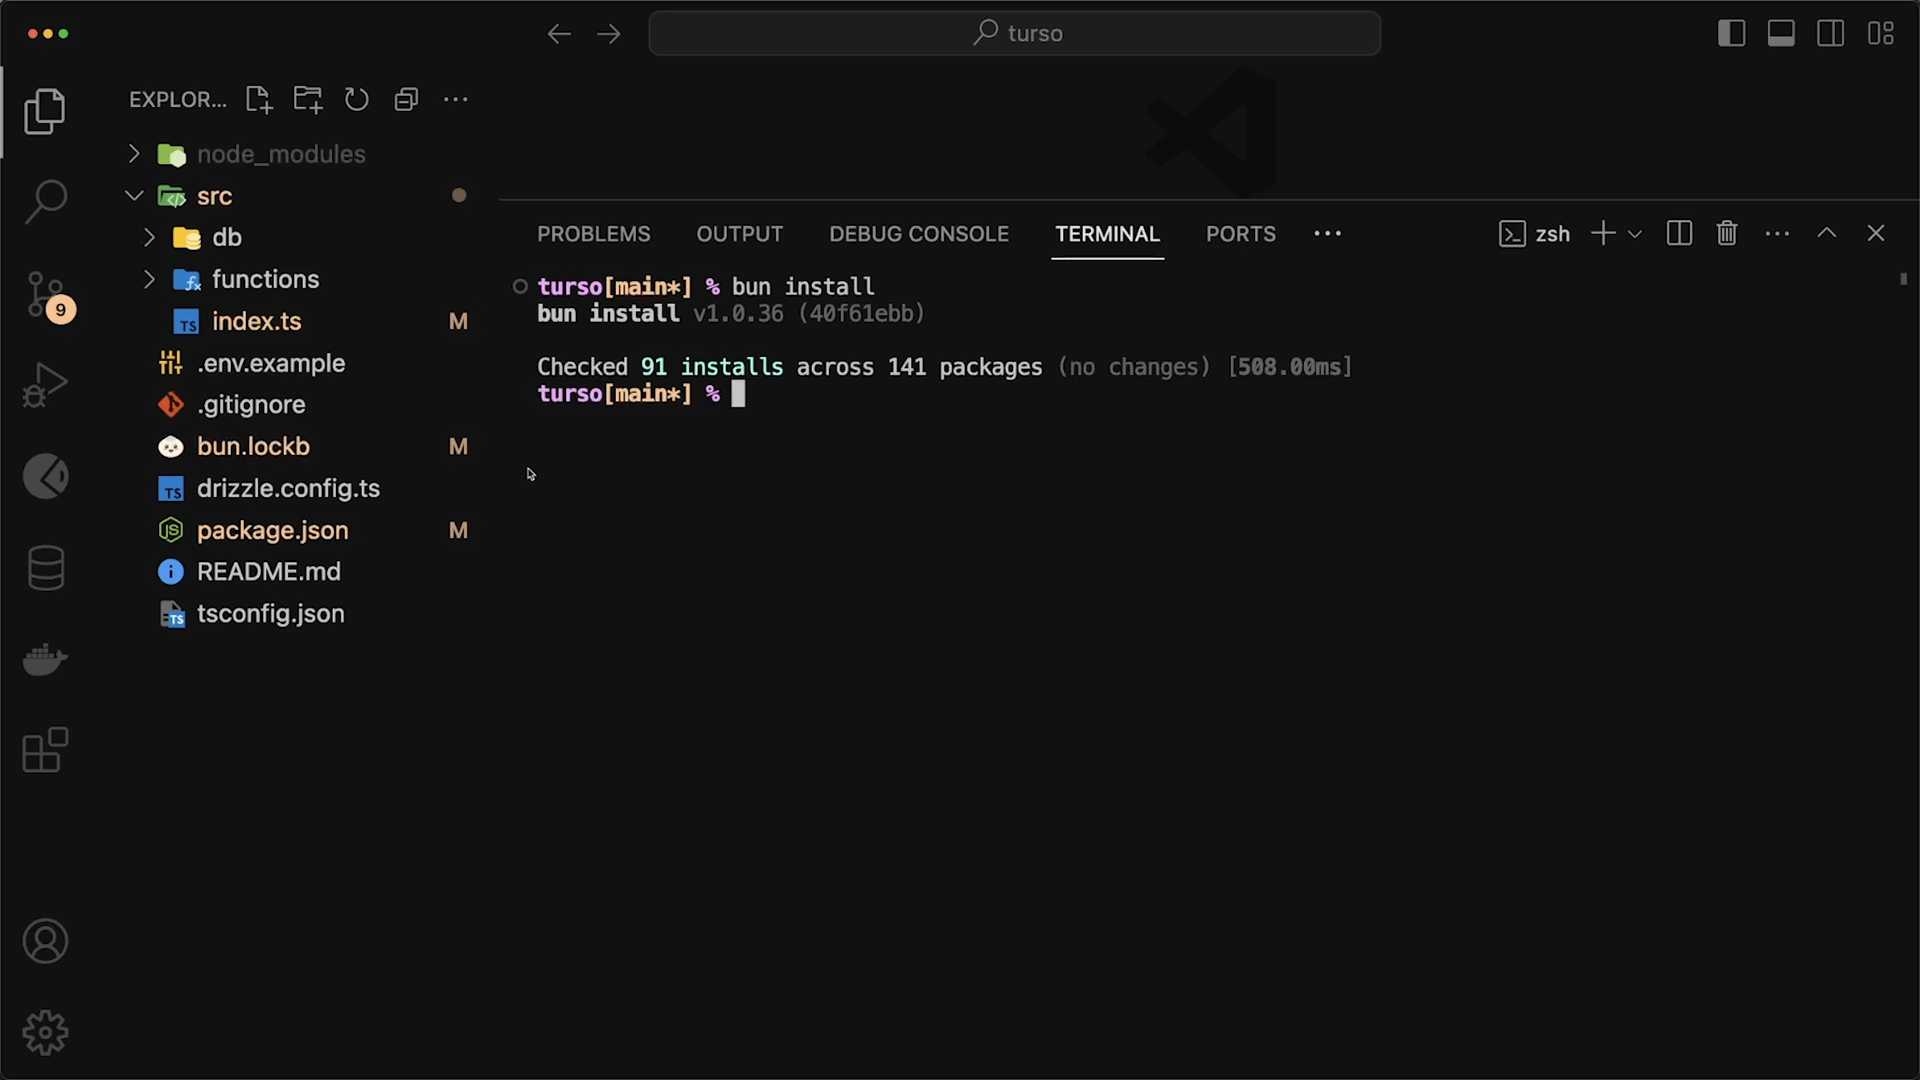 turso
EXPLOR...
node_modules
src
db
functions
index.ts M
.env.example
.gitignore
bun.lockb M
drizzle.config.ts
package.json M
README.md
tsconfig.json
9
PROBLEMS OUTPUT DEBUG CONSOLE TERMINAL PORTS zsh
turso[main*] % bun install
bun install v1.0.36 (40f61ebb)
Checked 91 installs across 141 packages (no changes) [508.00ms]
turso[main*] %